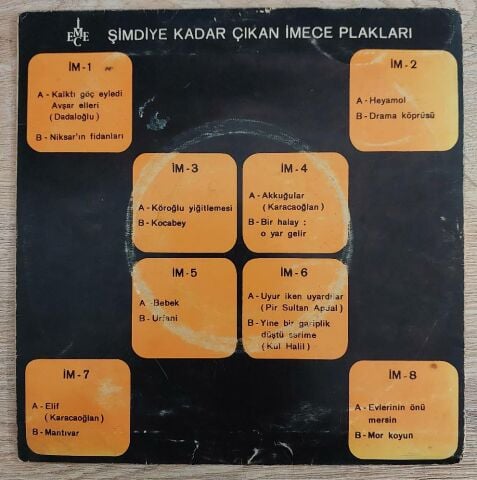 İMECE
ŞİMDİYE KADAR ÇIKAN İMECE PLAKLARI
İM - 1
A - Kalktı göç eyledi
Avşar elleri
(Dadaloğlu)
B - Niksar'ın fidanları
İM - 2
A - Heyamol
B - Drama köprüsü
İM - 3
A - Köroğlu yiğitlemesi
B - Kocabey
İM - 4
A - Akkuğular
(Karacaoğlan)
B - Bir halay :
o yar gelir
İM - 5
A - Bebek
B - Urfani
İM - 6
A - Uyur iken uyardılar
(Pir Sultan Abdal)
B - Yine bir gariplik
düştü serime
(Kul Halil)
İM - 7
A - Elif
(Karacaoğlan)
B - Mantıvar
İM - 8
A - Evlerinin önü
mersin
B - Mor koyun